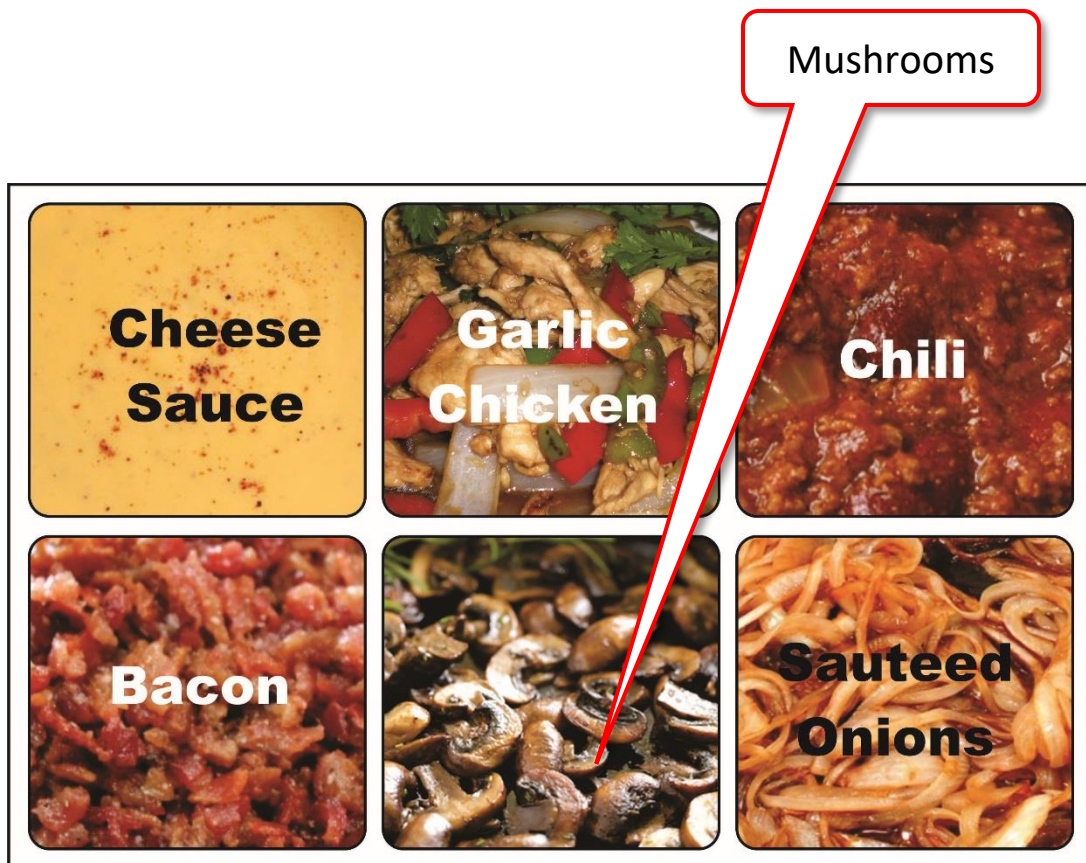 Mushrooms
Cheese
Sauce
Garlic
Chicken
Chili
Bacon
Sauteed
Onions